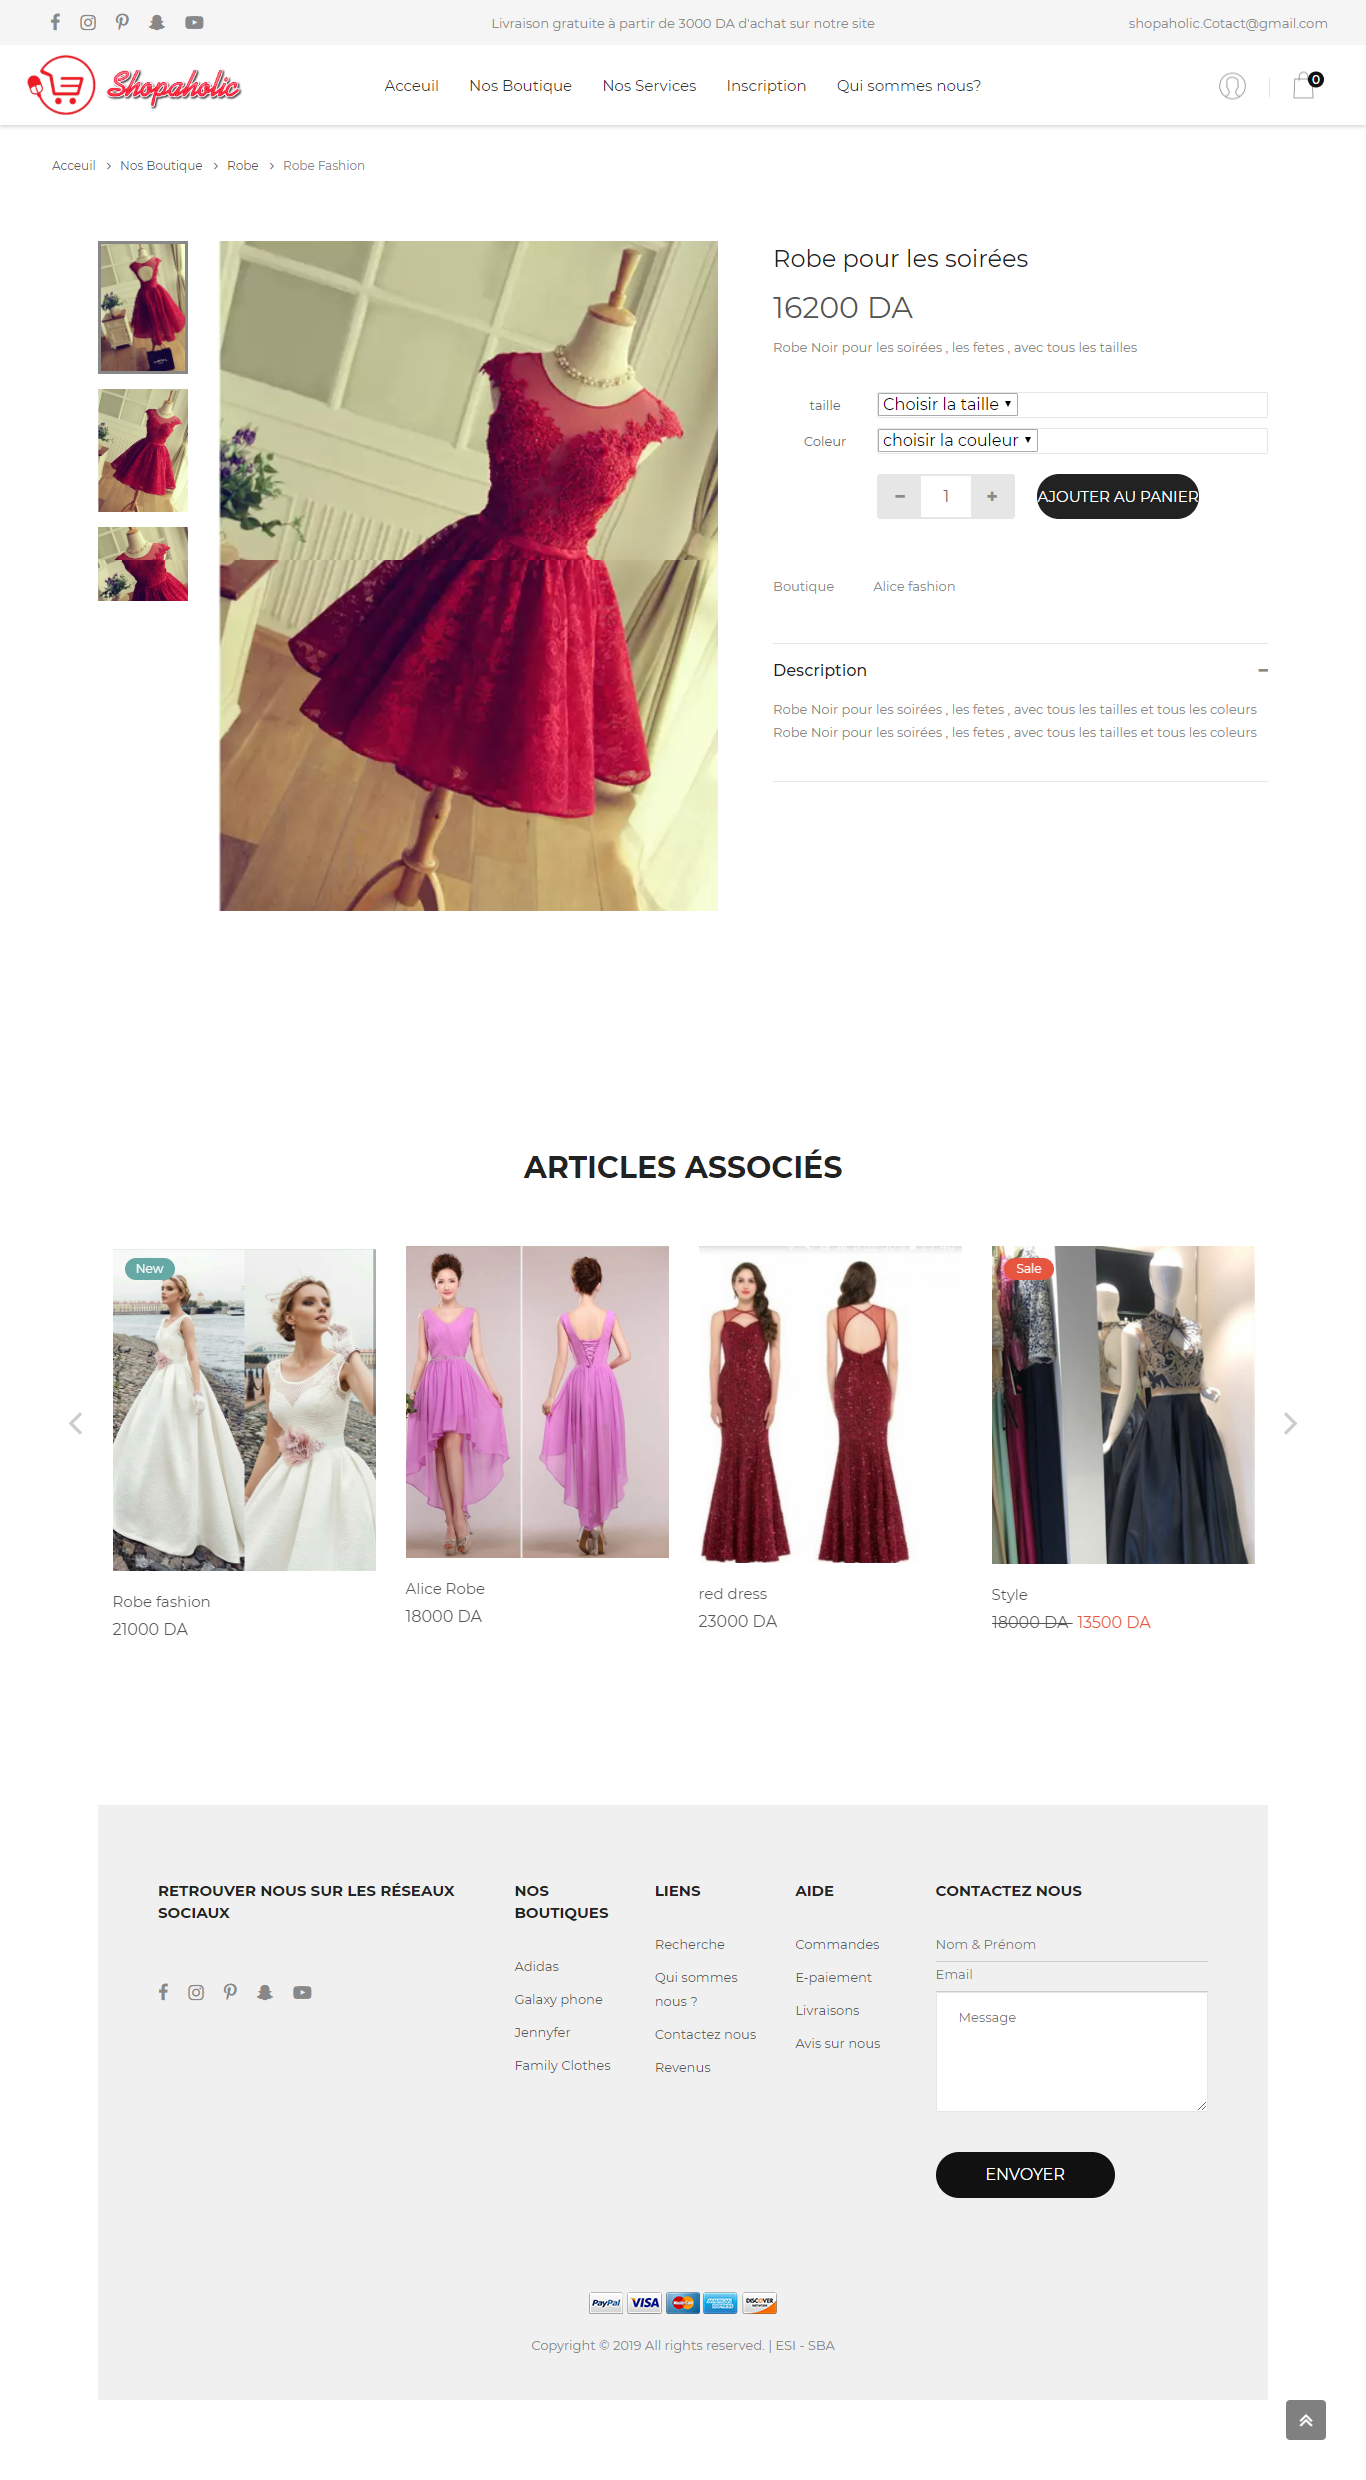 Livraison gratuite à partir de 3000 DA d'achat sur notre site
shopaholic.Cotact@gmail.com
Shopaholic
Acceuil
Nos Boutique
Nos Services
Inscription
Qui sommes nous?
0
Acceuil > Nos Boutique > Robe > Robe Fashion
Robe pour les soirées
16200 DA
Robe Noir pour les soirées , les fetes , avec tous les tailles
taille
Choisir la taille
Coleur
choisir la couleur
1
AJOUTER AU PANIER
Boutique
Alice fashion
Description
Robe Noir pour les soirées , les fetes , avec tous les tailles et tous les coleurs
Robe Noir pour les soirées , les fetes , avec tous les tailles et tous les coleurs
ARTICLES ASSOCIÉS
New
Robe fashion
21000 DA
Alice Robe
18000 DA
red dress
23000 DA
Sale
Style
18000 DA 13500 DA
RETROUVER NOUS SUR LES RÉSEAUX
SOCIAUX
NOS
BOUTIQUES
Adidas
Galaxy phone
Jennyfer
Family Clothes
LIENS
Recherche
Qui sommes
nous ?
Contactez nous
Revenus
AIDE
Commandes
E-paiement
Livraisons
Avis sur nous
CONTACTEZ NOUS
Nom & Prénom
Email
Message
ENVOYER
PayPal
VISA
MasterCard
AMERICAN EXPRESS
DISCOVER NETWORK
Copyright © 2019 All rights reserved. | ESI - SBA